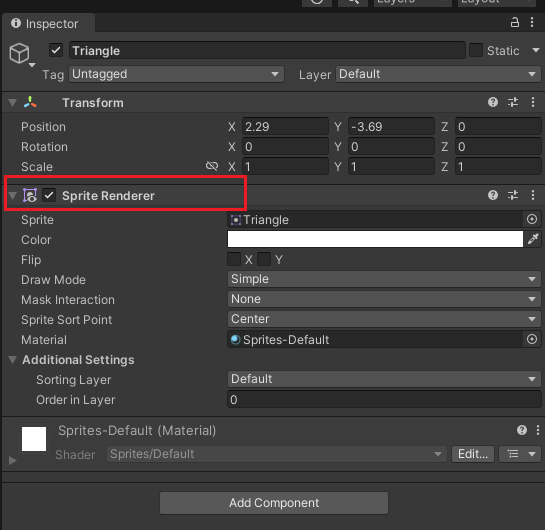 Layers
Layout
Inspector
Triangle
Static
Tag Untagged Layer Default
Transform
Position X 2.29 Y -3.69 Z 0
Rotation X 0 Y 0 Z 0
Scale X 1 Y 1 Z 1
Sprite Renderer
Sprite Triangle
Color
Flip X Y
Draw Mode Simple
Mask Interaction None
Sprite Sort Point Center
Material Sprites-Default
Additional Settings
Sorting Layer Default
Order in Layer 0
Sprites-Default (Material)
Shader Sprites/Default Edit...
Add Component